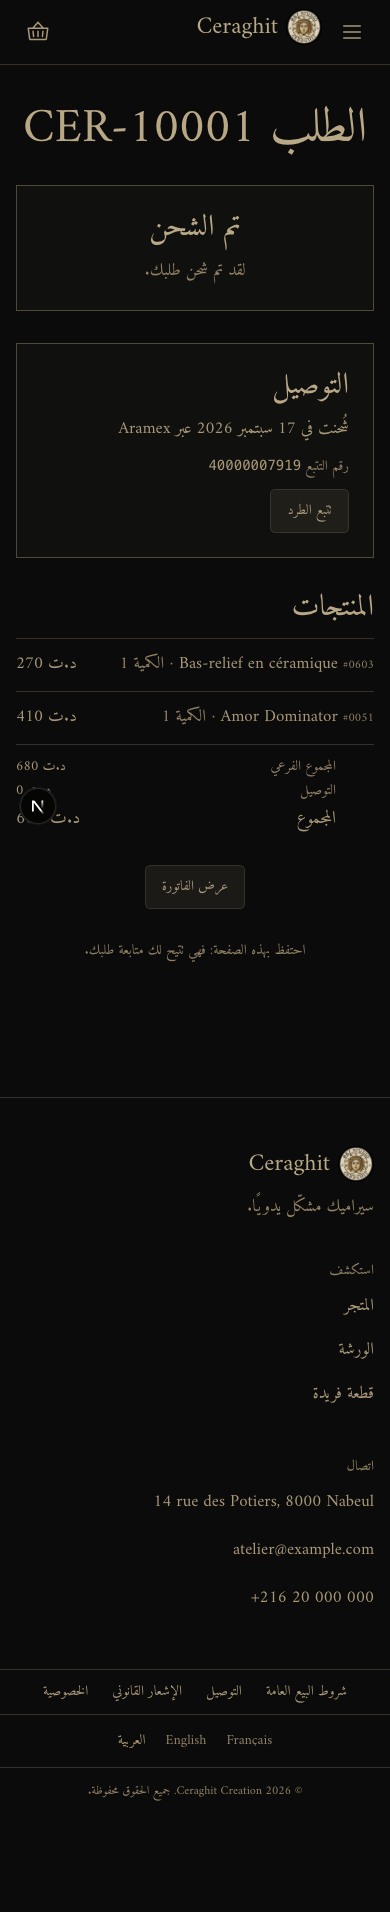 Ceraghit
الطلب CER-10001
تم الشحن
لقد تم شحن طلبك.
التوصيل
شُحنت في 17 سبتمبر 2026 عبر Aramex
رقم التتبع 40000007919
تتبع الطرد
المنتجات
#0603 Bas-relief en céramique · الكمية 1 270 د.ت
#0051 Amor Dominator · الكمية 1 410 د.ت
المجموع الفرعي 680 د.ت
التوصيل 0
المجموع د.ت
عرض الفاتورة
احتفظ بهذه الصفحة: فهي تتيح لك متابعة طلبك.
Ceraghit
سيراميك مشكّل يدويًا.
استكشف
المتجر
الورشة
قطعة فريدة
اتصال
14 rue des Potiers, 8000 Nabeul
atelier@example.com
+216 20 000 000
شروط البيع العامة التوصيل الإشعار القانوني الخصوصية
Français English العربية
© 2026 Ceraghit Creation. جميع الحقوق محفوظة.